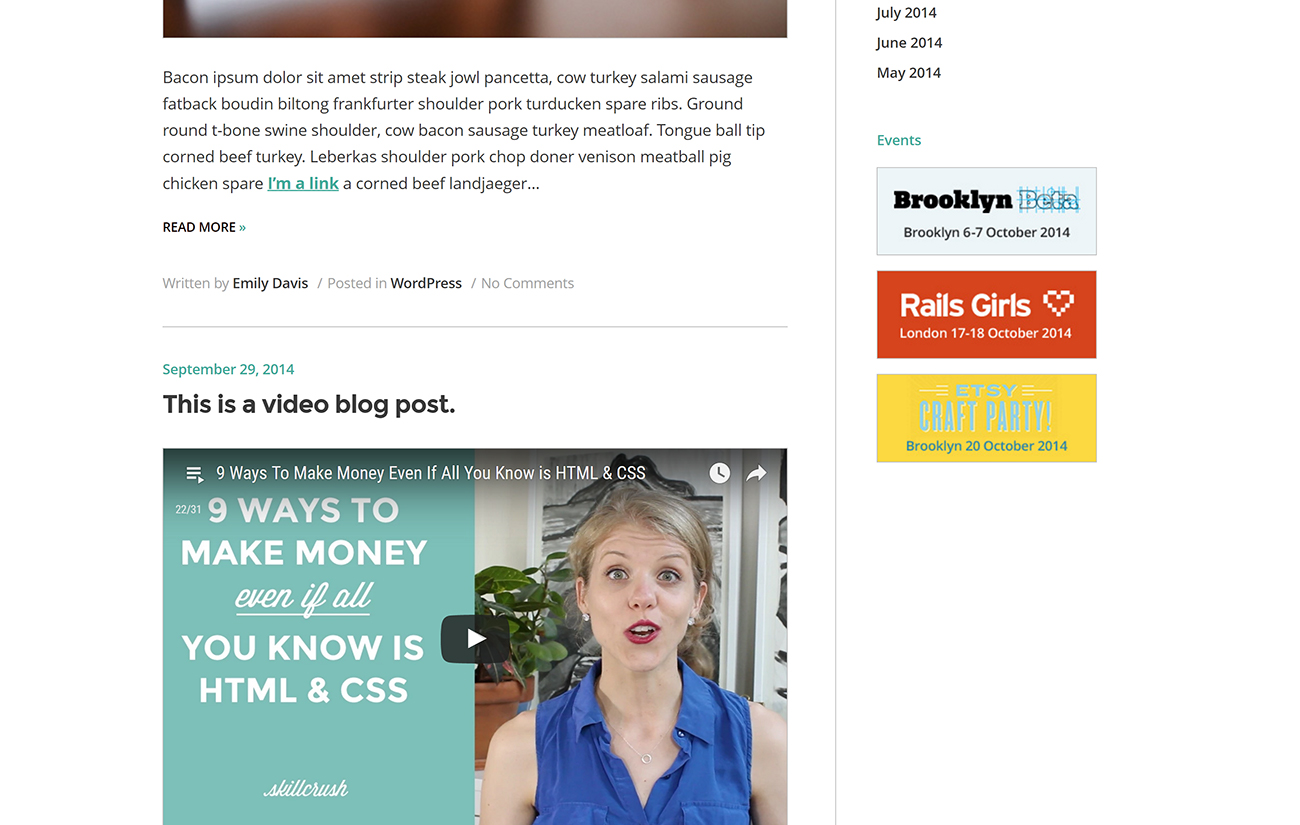 Bacon ipsum dolor sit amet strip steak jowl pancetta, cow turkey salami sausage
fatback boudin biltong frankfurter shoulder pork turducken spare ribs. Ground
round t-bone swine shoulder, cow bacon sausage turkey meatloaf. Tongue ball tip
corned beef turkey. Leberkas shoulder pork chop doner venison meatball pig
chicken spare I'm a link a corned beef landjaeger...
READ MORE »
Written by Emily Davis / Posted in WordPress / No Comments
September 29, 2014
This is a video blog post.
9 Ways To Make Money Even If All You Know is HTML & CSS
22/31
9 WAYS TO
MAKE MONEY
even if all
YOU KNOW IS
HTML & CSS
skillcrush
July 2014
June 2014
May 2014
Events
Brooklyn Beta
Brooklyn 6-7 October 2014
Rails Girls
London 17-18 October 2014
ETSY
CRAFT PARTY!
Brooklyn 20 October 2014